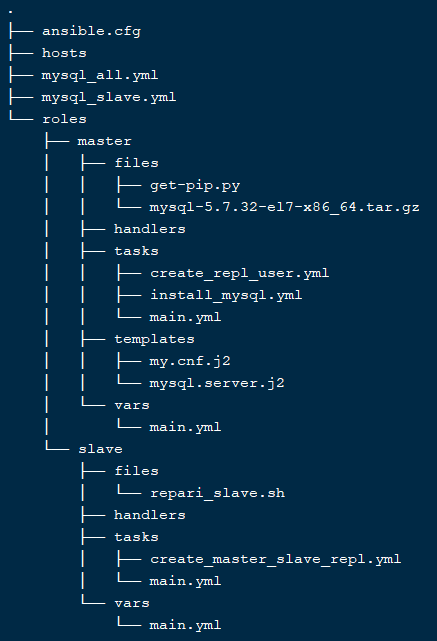 .
├── ansible.cfg
├── hosts
├── mysql_all.yml
├── mysql_slave.yml
└── roles
    ├── master
    │   ├── files
    │   │   ├── get-pip.py
    │   │   └── mysql-5.7.32-el7-x86_64.tar.gz
    │   ├── handlers
    │   ├── tasks
    │   │   ├── create_repl_user.yml
    │   │   ├── install_mysql.yml
    │   │   └── main.yml
    │   ├── templates
    │   │   ├── my.cnf.j2
    │   │   └── mysql.server.j2
    │   └── vars
    │       └── main.yml
    └── slave
        ├── files
        │   └── repari_slave.sh
        ├── handlers
        ├── tasks
        │   ├── create_master_slave_repl.yml
        │   └── main.yml
        └── vars
            └── main.yml